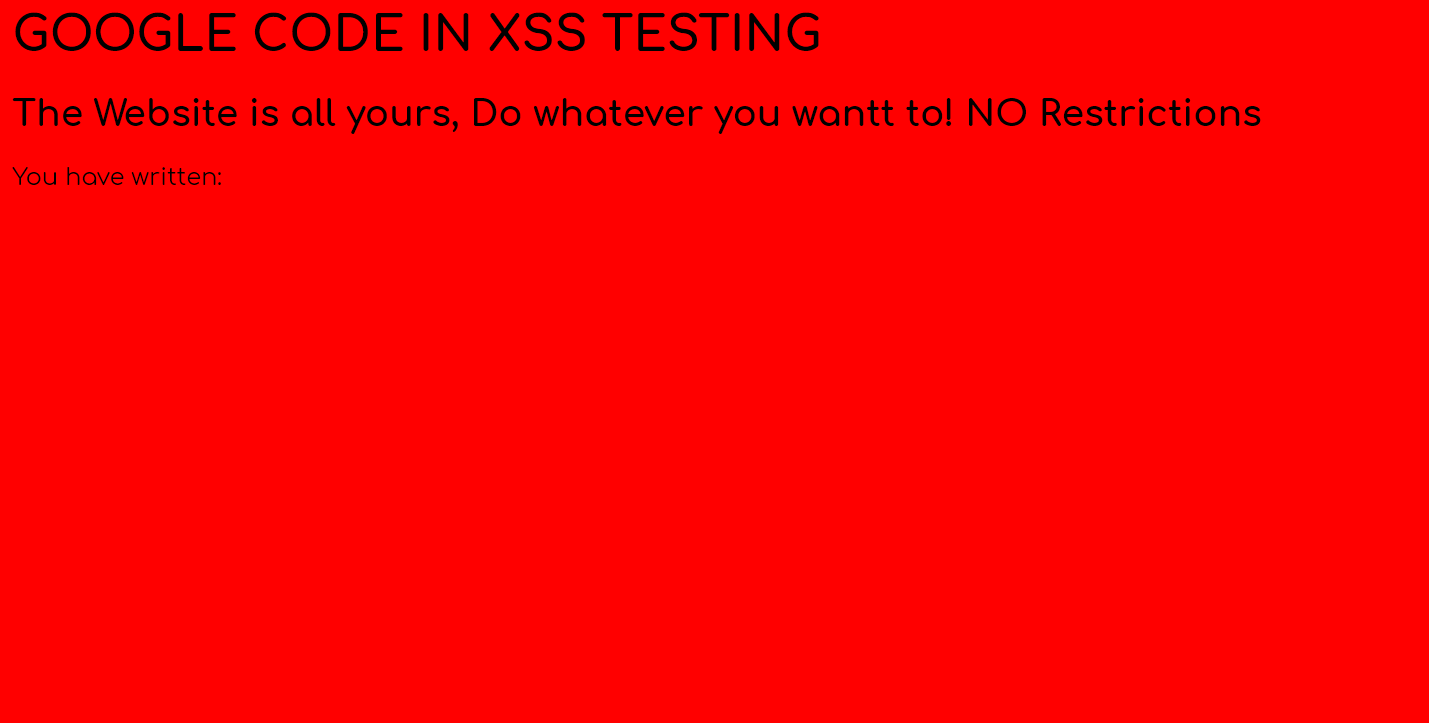 GOOGLE CODE IN XSS TESTING
The Website is all yours, Do whatever you wantt to! NO Restrictions
You have written: